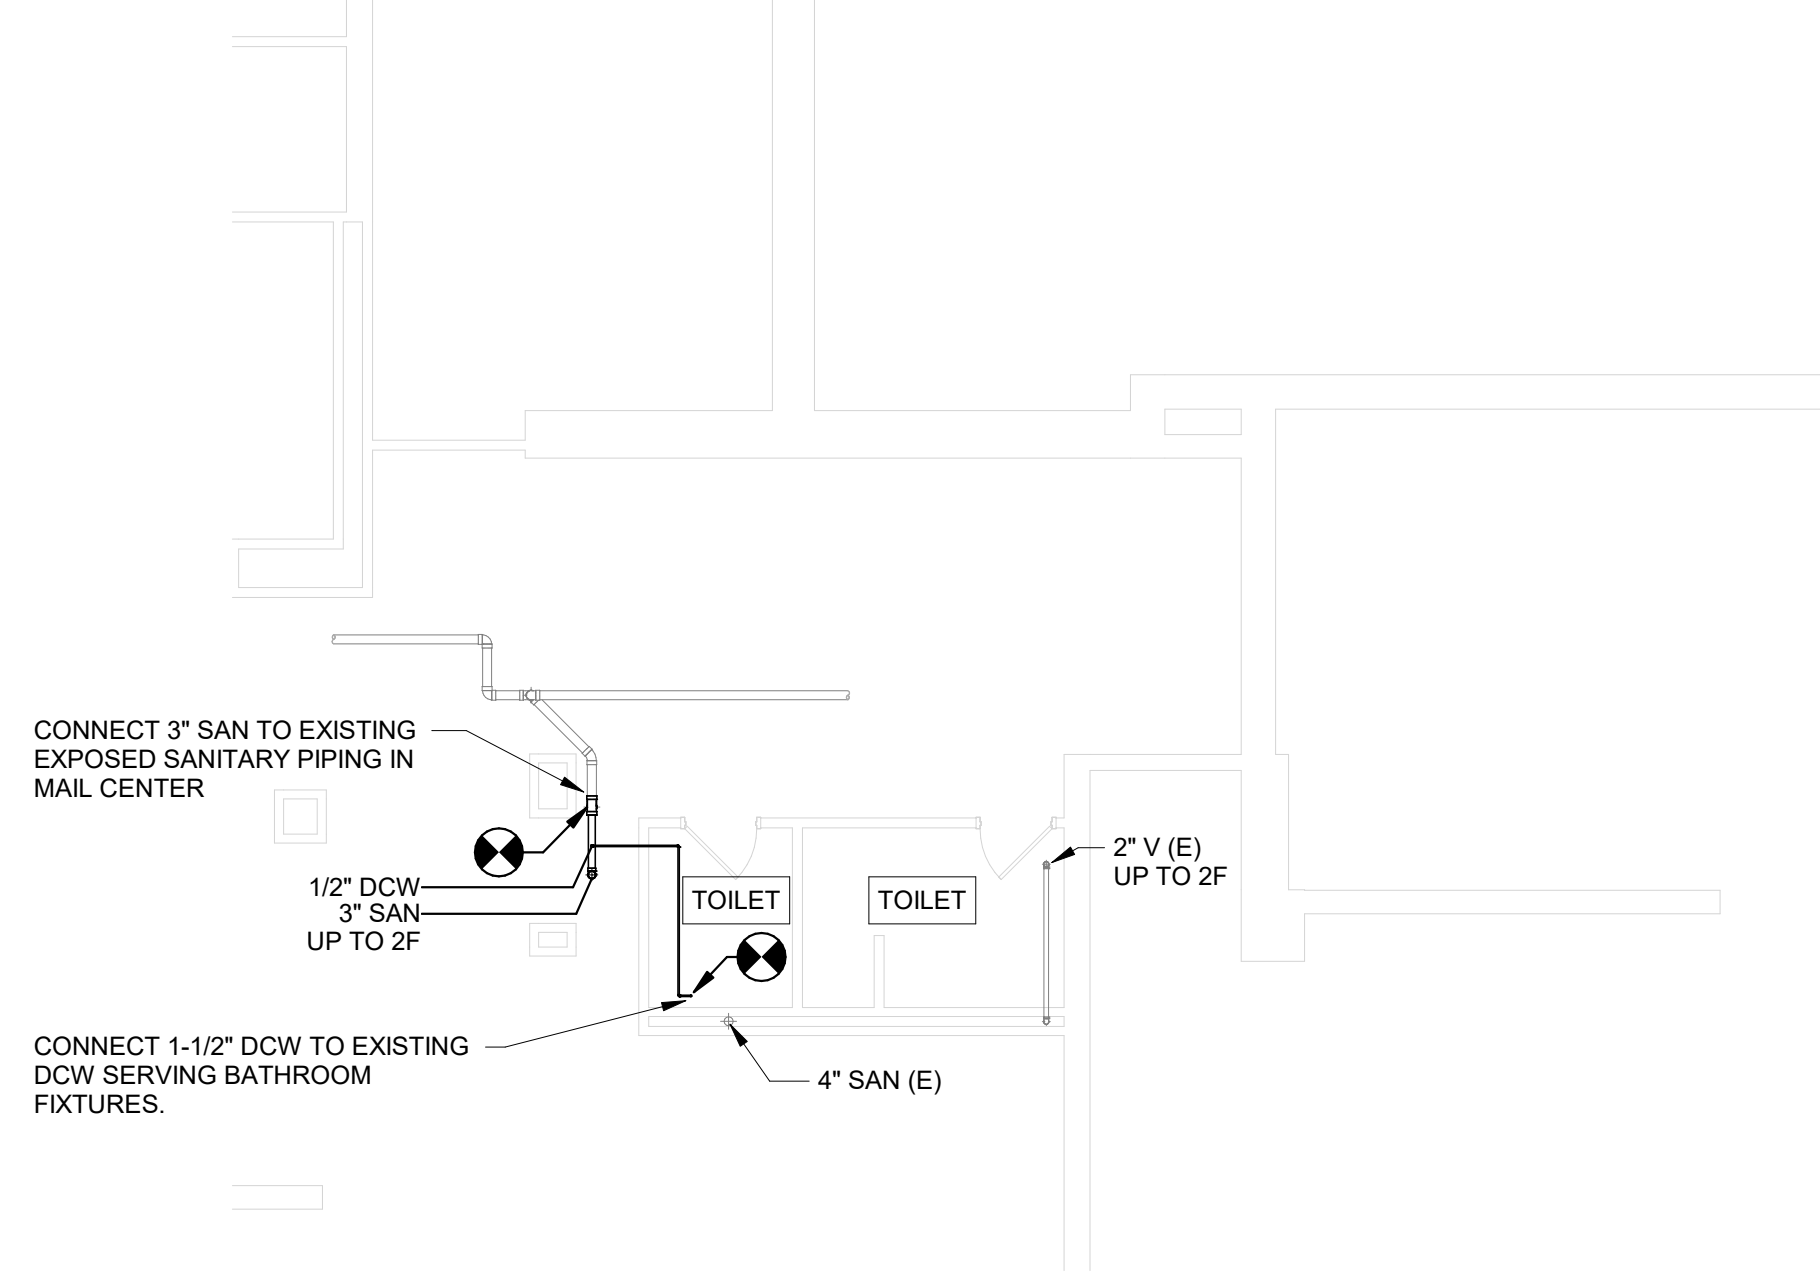 CONNECT 3" SAN TO EXISTING
EXPOSED SANITARY PIPING IN
MAIL CENTER
1/2" DCW
3" SAN
UP TO 2F
TOILET
TOILET
2" V (E)
UP TO 2F
CONNECT 1-1/2" DCW TO EXISTING
DCW SERVING BATHROOM
FIXTURES.
4" SAN (E)